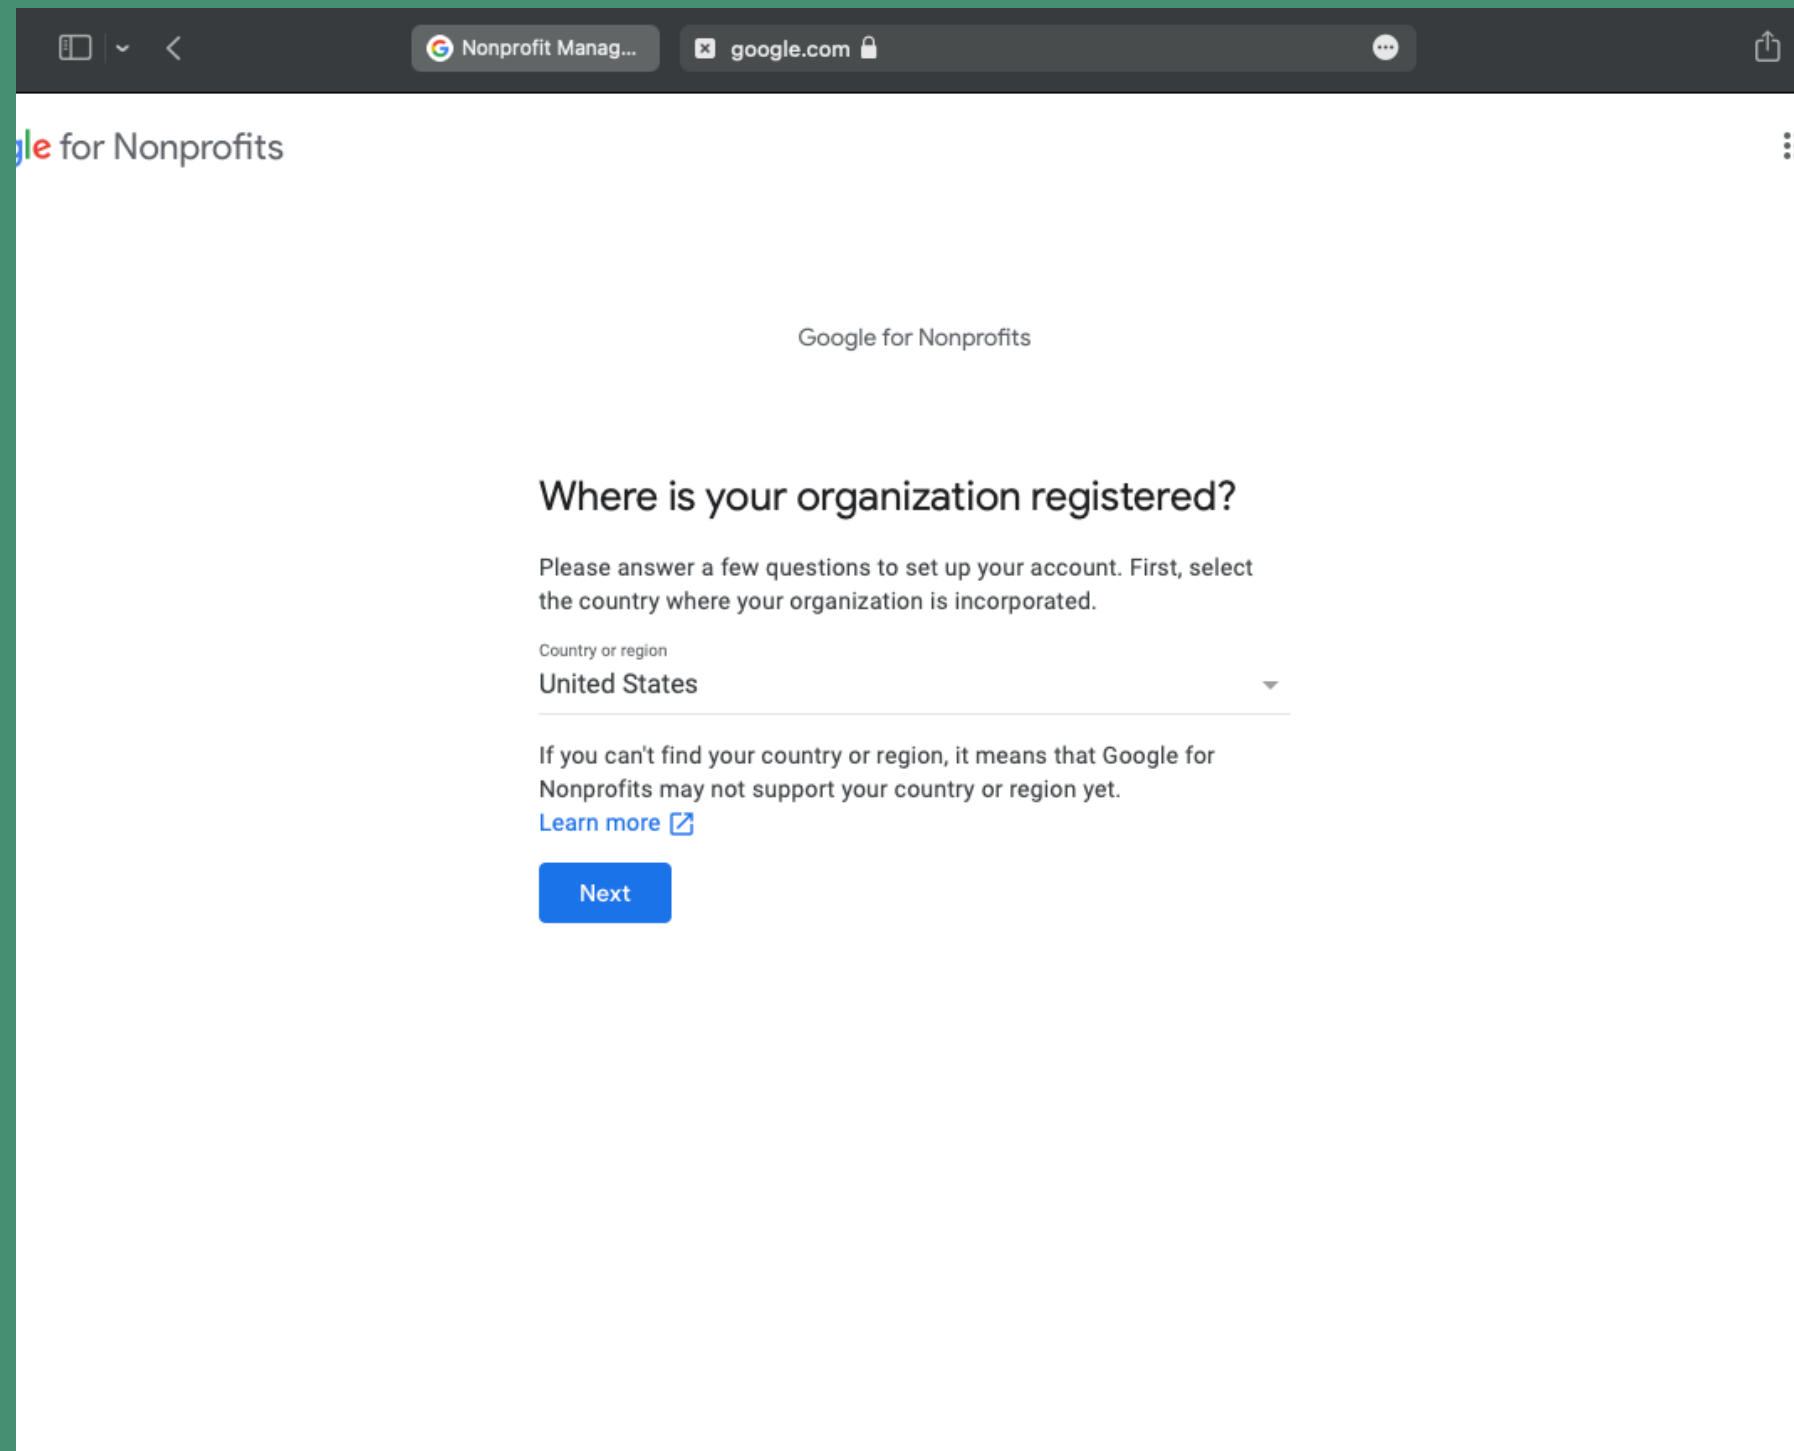 Nonprofit Manag...
google.com
gle for Nonprofits
Google for Nonprofits
Where is your organization registered?
Please answer a few questions to set up your account. First, select
the country where your organization is incorporated.
Country or region
United States
If you can't find your country or region, it means that Google for
Nonprofits may not support your country or region yet.
Learn more
Next